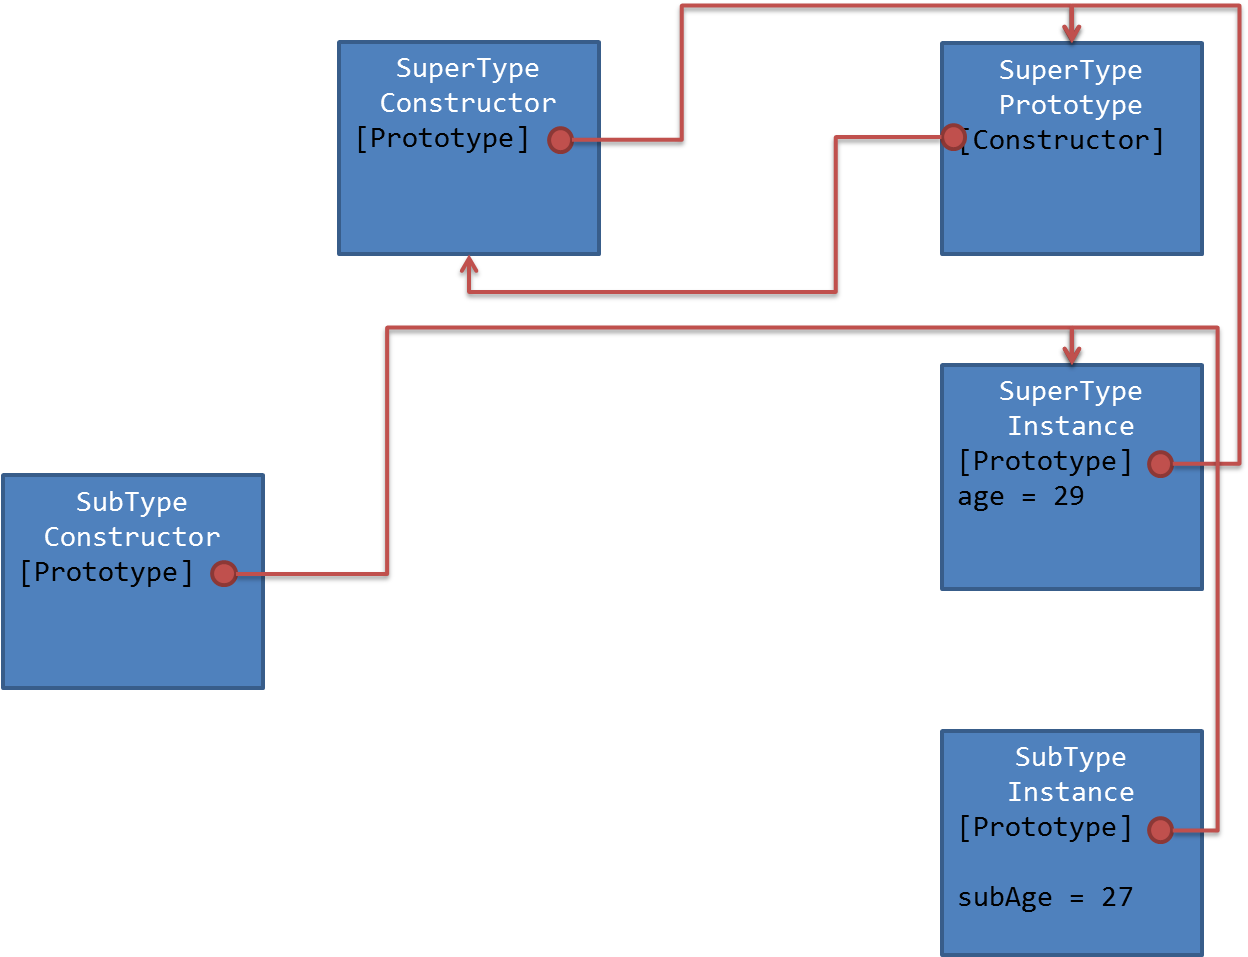 SuperType
Constructor
[Prototype]
SuperType
Prototype
[Constructor]
SuperType
Instance
[Prototype]
age = 29
SubType
Constructor
[Prototype]
SubType
Instance
[Prototype]
subAge = 27